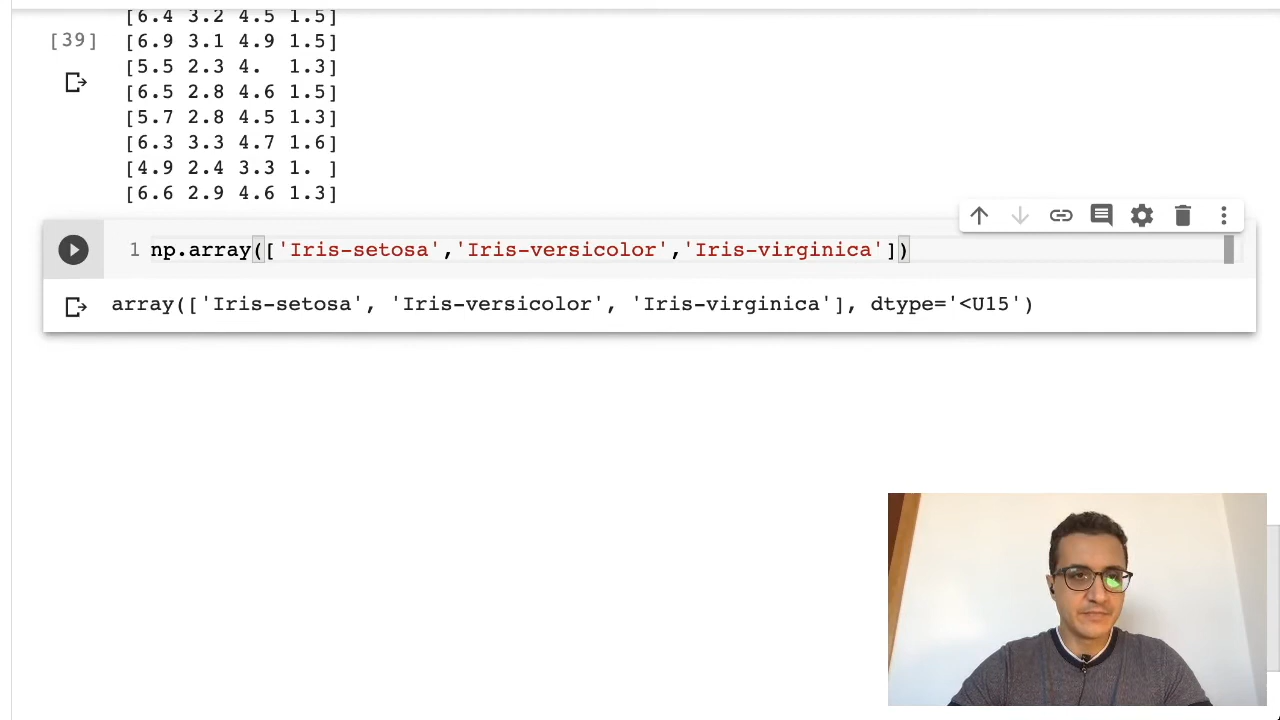 [6.4 3.2 4.5 1.5]
[39] [6.9 3.1 4.9 1.5]
[5.5 2.3 4.  1.3]
[6.5 2.8 4.6 1.5]
[5.7 2.8 4.5 1.3]
[6.3 3.3 4.7 1.6]
[4.9 2.4 3.3 1. ]
[6.6 2.9 4.6 1.3]
1 np.array(['Iris-setosa','Iris-versicolor','Iris-virginica'])
array(['Iris-setosa', 'Iris-versicolor', 'Iris-virginica'], dtype='<U15')